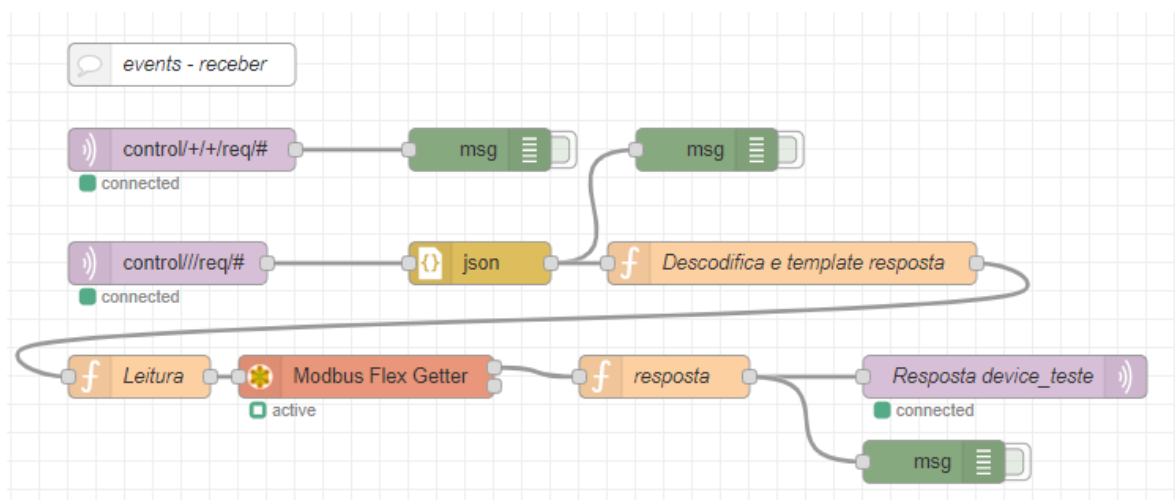 events - receber
control/+/+/req/#
msg
msg
connected
control///req/#
json
Descodifica e template resposta
connected
Leitura
Modbus Flex Getter
resposta
Resposta device_teste
active
connected
msg